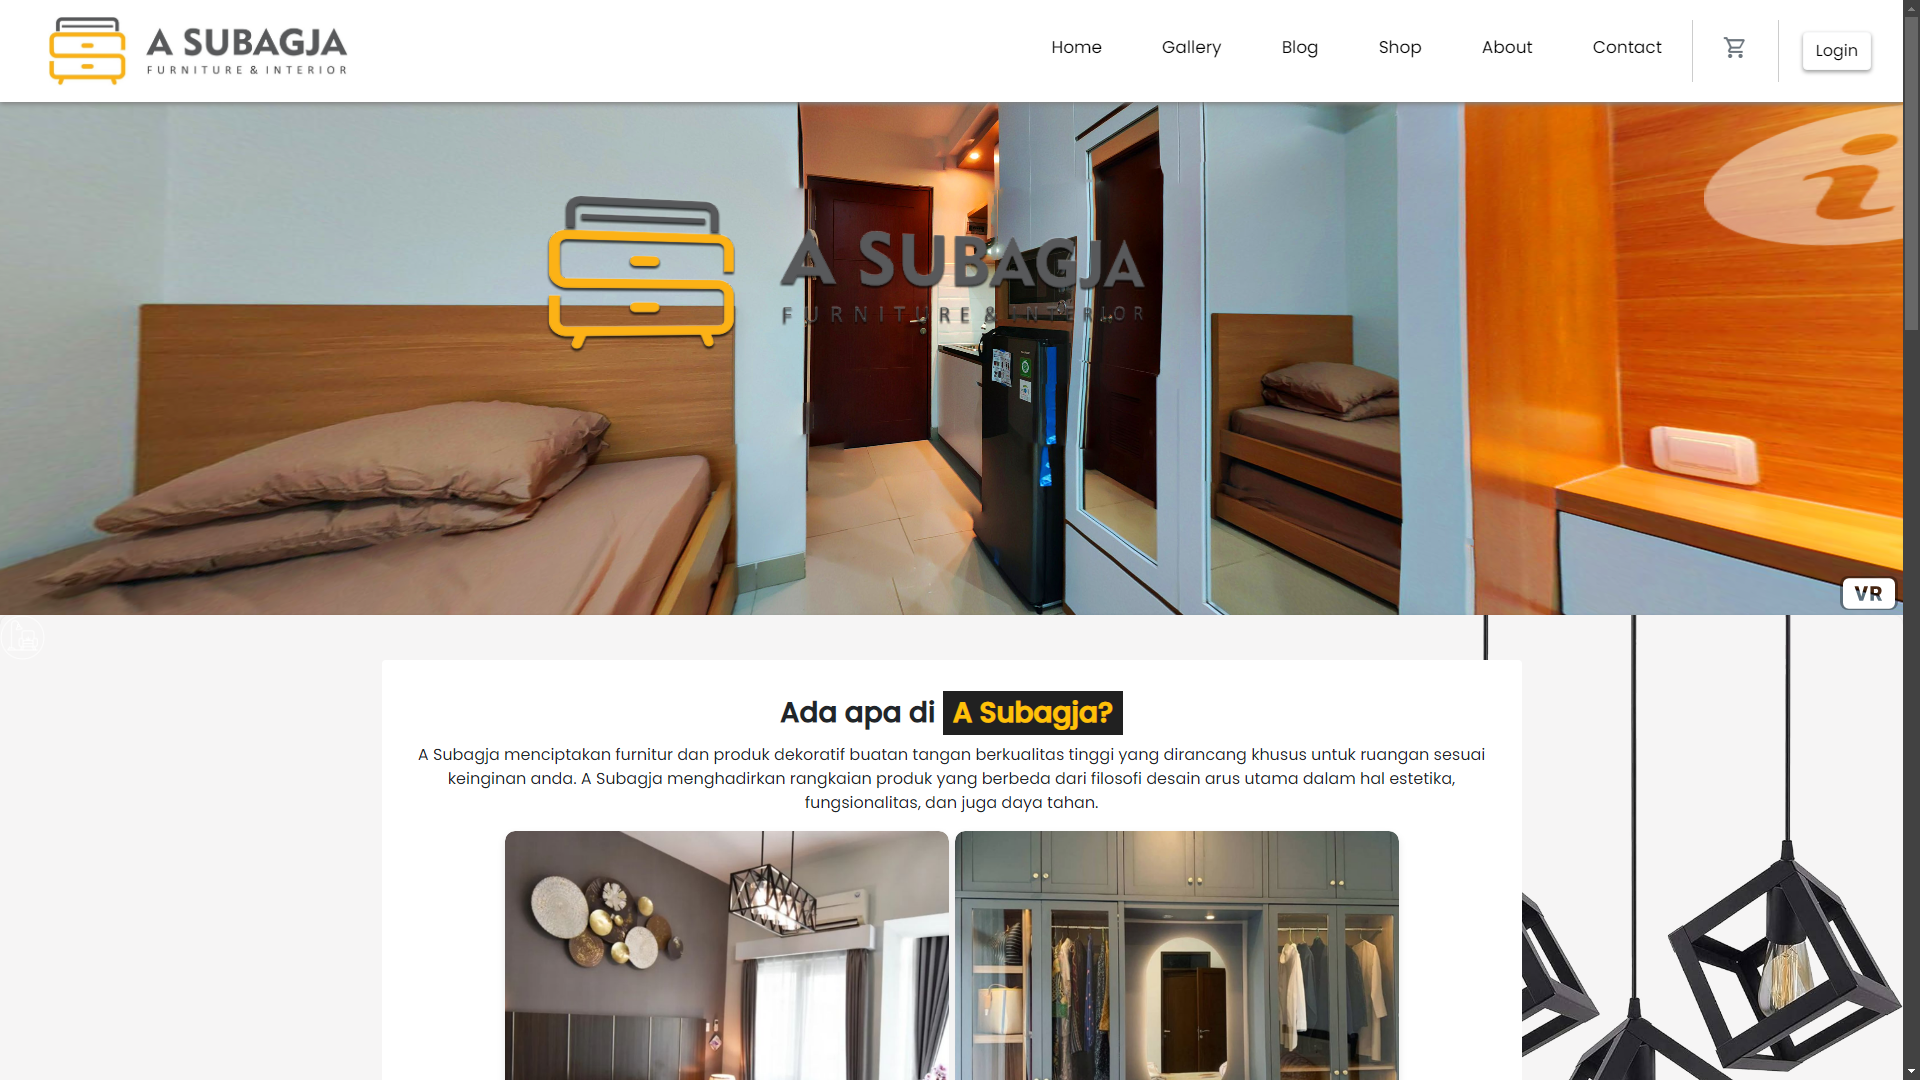 A SUBAGJA
FURNITURE & INTERIOR
Home
Gallery
Blog
Shop
About
Contact
Login
A SUBAGJA
FURNITURE & INTERIOR
i
VR
Ada apa di A Subagja?
A Subagja menciptakan furnitur dan produk dekoratif buatan tangan berkualitas tinggi yang dirancang khusus untuk ruangan sesuai
keinginan anda. A Subagja menghadirkan rangkaian produk yang berbeda dari filosofi desain arus utama dalam hal estetika,
fungsionalitas, dan juga daya tahan.